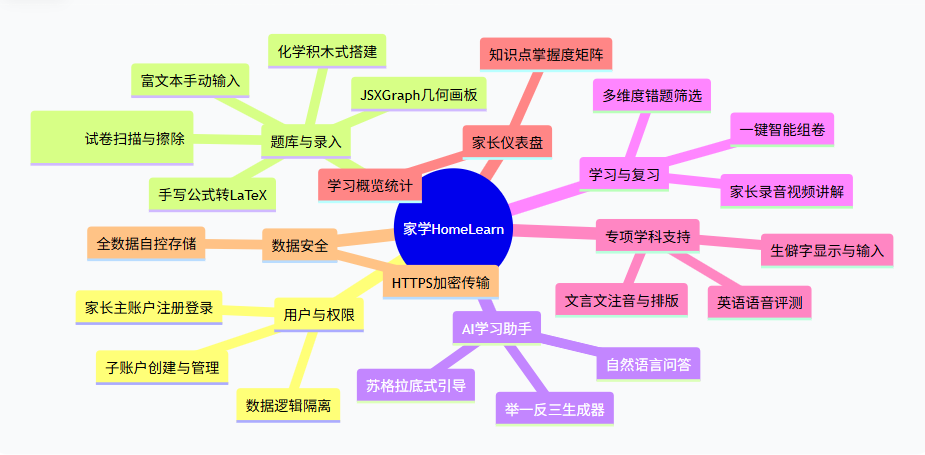 化学积木式搭建
知识点掌握度矩阵
富文本手动输入
JSXGraph几何画板
多维度错题筛选
试卷扫描与擦除
题库与录入
家长仪表盘
一键智能组卷
学习与复习
手写公式转LaTeX
学习概览统计
家长录音视频讲解
家学HomeLearn
全数据自控存储
数据安全
专项学科支持
生僻字显示与输入
HTTPS加密传输
文言文注音与排版
英语语音评测
家长主账户注册登录
用户与权限
AI学习助手
子账户创建与管理
自然语言问答
苏格拉底式引导
数据逻辑隔离
举一反三生成器